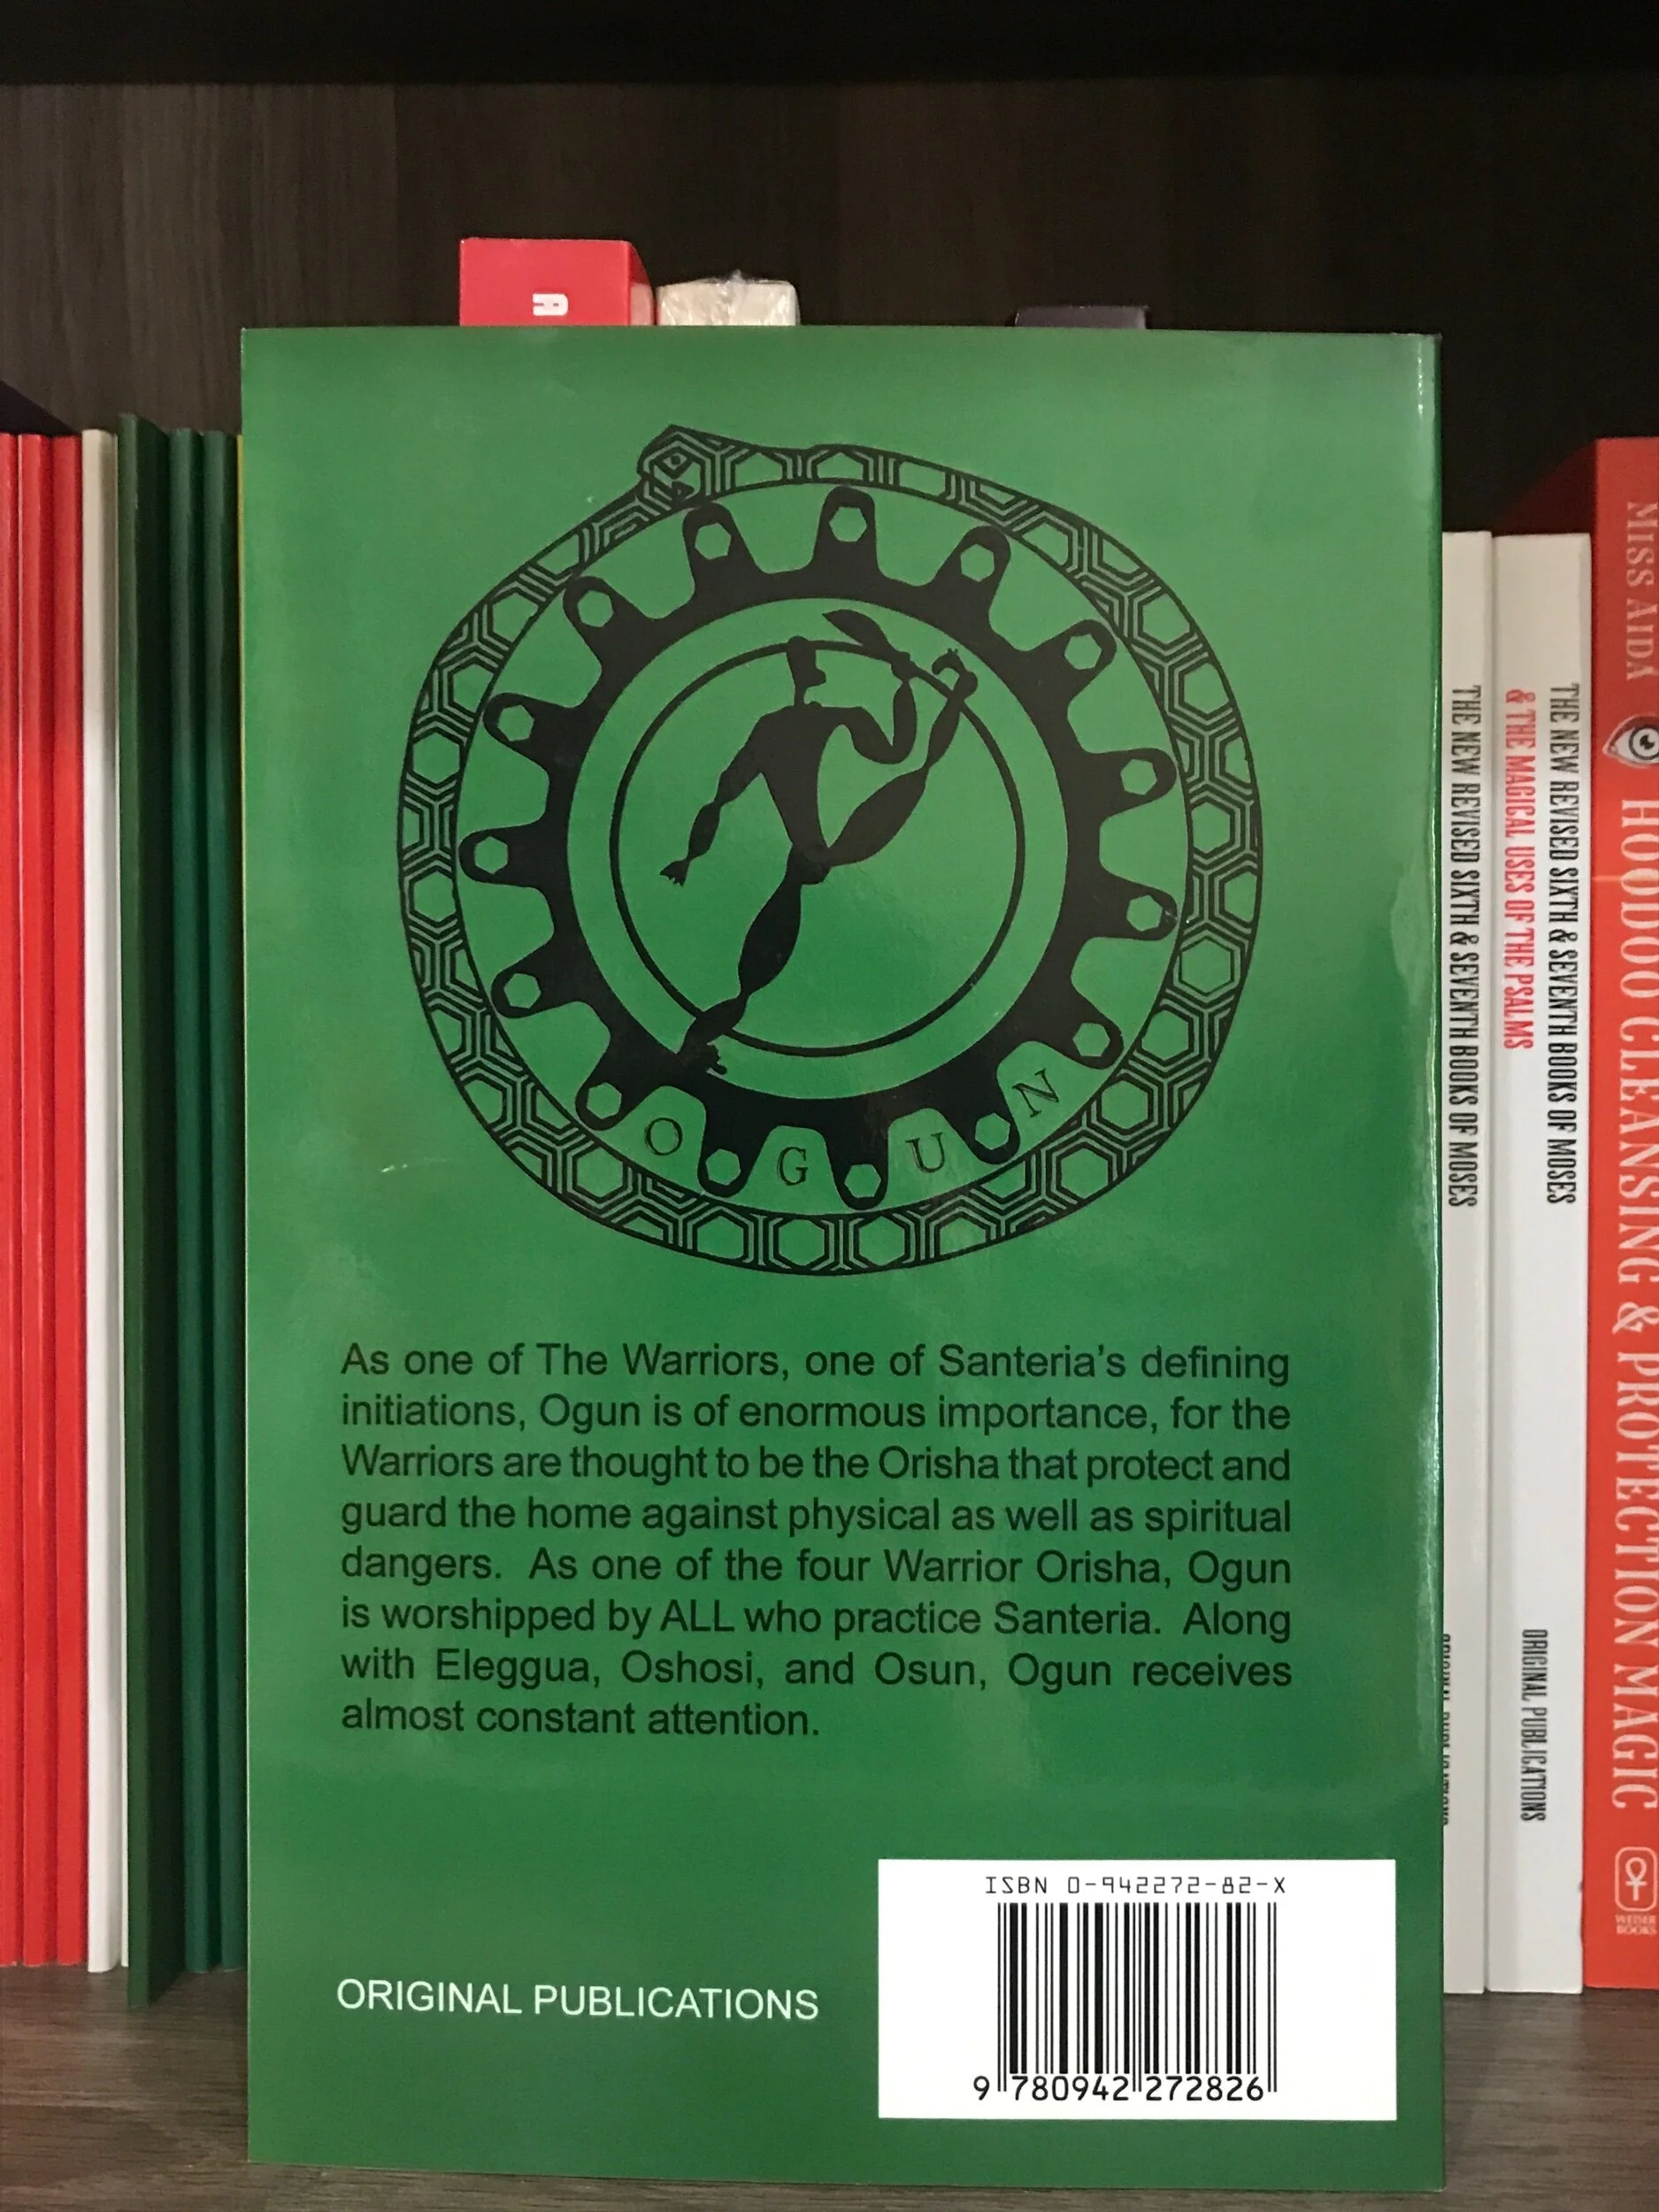 A
O G U N
As one of The Warriors, one of Santeria's defining
initiations, Ogun is of enormous importance, for the
Warriors are thought to be the Orisha that protect and
guard the home against physical as well as spiritual
dangers. As one of the four Warrior Orisha, Ogun
is worshipped by ALL who practice Santeria. Along
with Eleggua, Oshosi, and Osun, Ogun receives
almost constant attention.
ORIGINAL PUBLICATIONS
ISBN 0-942272-82-X
9 780942 272826
THE NEW REVISED SIXTH & SEVENTH BOOKS OF MOSES
THE NEW REVISED SIXTH & SEVENTH BOOKS OF MOSES
& THE MAGICAL USES OF THE PSALMS
ORIGINAL PUBLICATIONS
MISS AIDA
HOODOO CLEANSING & PROTECTION MAGIC
WEISER
BOOKS